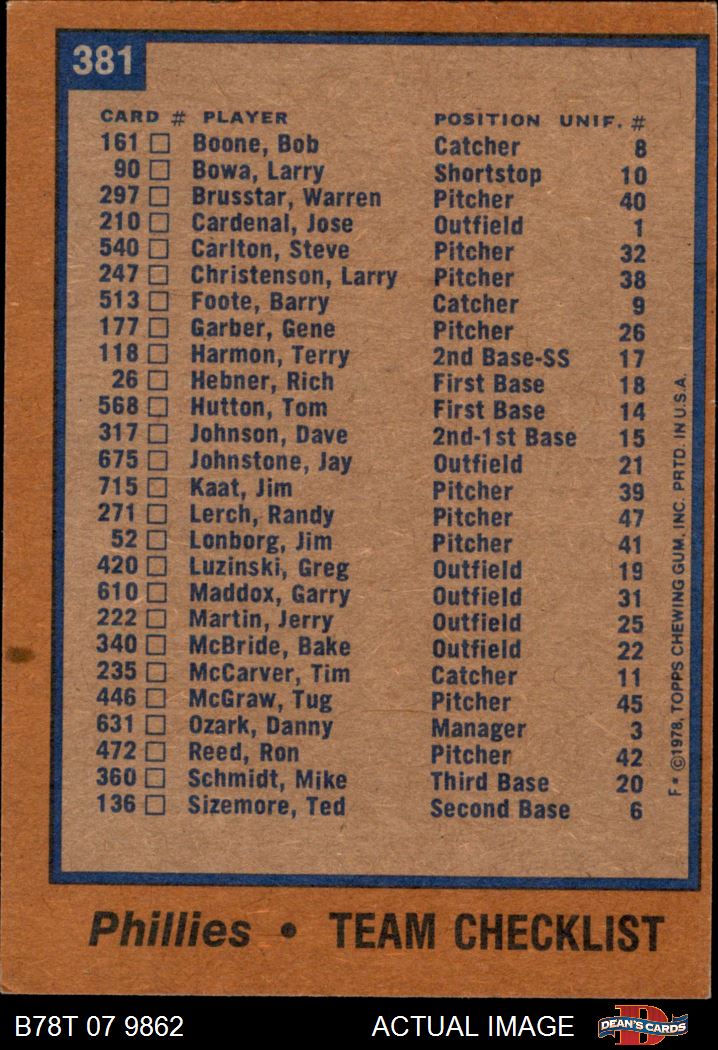 381
CARD # PLAYER POSITION UNIF. #
161 Boone, Bob Catcher 8
90 Bowa, Larry Shortstop 10
297 Brusstar, Warren Pitcher 40
210 Cardenal, Jose Outfield 1
540 Carlton, Steve Pitcher 32
247 Christenson, Larry Pitcher 38
513 Foote, Barry Catcher 9
177 Garber, Gene Pitcher 26
118 Harmon, Terry 2nd Base-SS 17
26 Hebner, Rich First Base 18
568 Hutton, Tom First Base 14
317 Johnson, Dave 2nd-1st Base 15
675 Johnstone, Jay Outfield 21
715 Kaat, Jim Pitcher 39
271 Lerch, Randy Pitcher 47
52 Lonborg, Jim Pitcher 41
420 Luzinski, Greg Outfield 19
610 Maddox, Garry Outfield 31
222 Martin, Jerry Outfield 25
340 McBride, Bake Outfield 22
235 McCarver, Tim Catcher 11
446 McGraw, Tug Pitcher 45
631 Ozark, Danny Manager 3
472 Reed, Ron Pitcher 42
360 Schmidt, Mike Third Base 20
136 Sizemore, Ted Second Base 6
F* ©1978, TOPPS CHEWING GUM, INC. PRTD. IN U.S.A.
Phillies • TEAM CHECKLIST
B78T 07 9862 ACTUAL IMAGE
D
DEAN'S CARDS